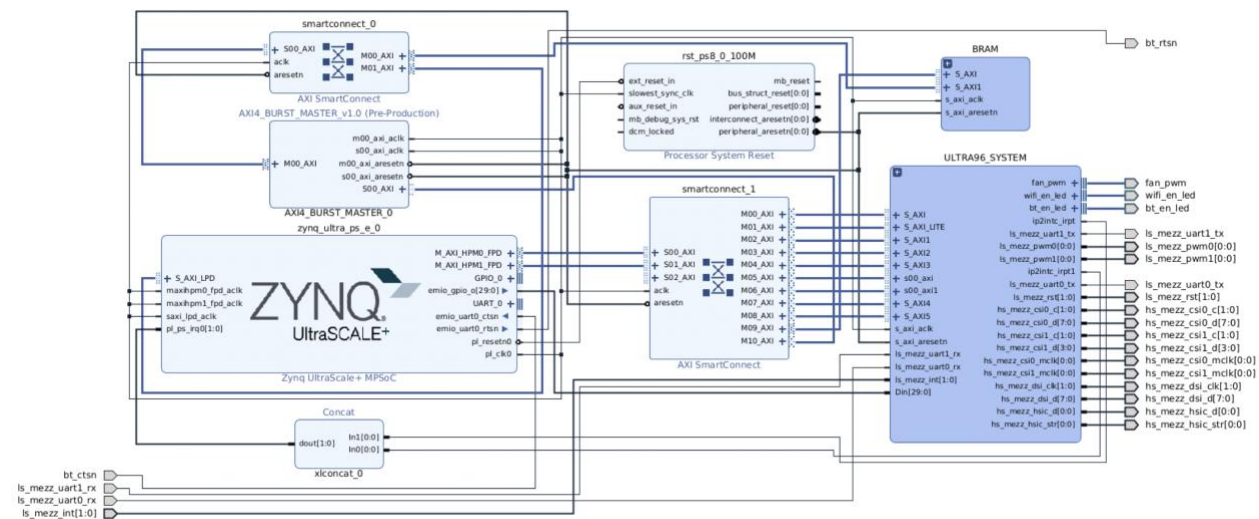 smartconnect_0
S00_AXI
aclk
aresetn
M00_AXI
M01_AXI
AXI SmartConnect
AXI4_BURST_MASTER_v1.0 (Pre-Production)
M00_AXI
m00_axi_aclk
s00_axi_aclk
m00_axi_aresetn
s00_axi_aresetn
S00_AXI
AXI4_BURST_MASTER_0
zynq_ultra_ps_e_0
S_AXI_LPD
maxihpm0_fpd_aclk
maxihpm1_fpd_aclk
saxi_lpd_aclk
pl_ps_irq0[1:0]
ZYNQ
UltraSCALE+
M_AXI_HPM0_FPD
M_AXI_HPM1_FPD
GPIO_0
emio_gpio_o[29:0]
UART_0
emio_uart0_ctsn
emio_uart0_rtsn
pl_resetn0
pl_clk0
Zynq UltraScale+ MPSoC
Concat
dout[1:0]
In1[0:0]
In0[0:0]
xlconcat_0
bt_ctsn
ls_mezz_uart1_rx
ls_mezz_uart0_rx
ls_mezz_int[1:0]
rst_ps8_0_100M
ext_reset_in
slowest_sync_clk
aux_reset_in
mb_debug_sys_rst
dcm_locked
mb_reset
bus_struct_reset[0:0]
peripheral_reset[0:0]
interconnect_aresetn[0:0]
peripheral_aresetn[0:0]
Processor System Reset
smartconnect_1
S00_AXI
S01_AXI
S02_AXI
aclk
aresetn
M00_AXI
M01_AXI
M02_AXI
M03_AXI
M04_AXI
M05_AXI
M06_AXI
M07_AXI
M08_AXI
M09_AXI
M10_AXI
AXI SmartConnect
BRAM
S_AXI
S_AXI1
s_axi_aclk
s_axi_aresetn
ULTRA96_SYSTEM
S_AXI
S_AXI_LITE
S_AXI1
S_AXI2
S_AXI3
s00_axi
s00_axi1
S_AXI4
S_AXI5
s_axi_aclk
s_axi_aresetn
ls_mezz_uart1_rx
ls_mezz_uart0_rx
ls_mezz_int[1:0]
Din[29:0]
fan_pwm
wifi_en_led
bt_en_led
ip2intc_irpt
ls_mezz_uart1_tx
ls_mezz_pwm0[0:0]
ls_mezz_pwm1[0:0]
ip2intc_irpt1
ls_mezz_uart0_tx
ls_mezz_rst[1:0]
hs_mezz_csi0_c[1:0]
hs_mezz_csi0_d[7:0]
hs_mezz_csi1_c[1:0]
hs_mezz_csi1_d[3:0]
hs_mezz_csi0_mclk[0:0]
hs_mezz_csi1_mclk[0:0]
hs_mezz_dsi_clk[1:0]
hs_mezz_dsi_d[7:0]
hs_mezz_hsic_d[0:0]
hs_mezz_hsic_str[0:0]
bt_rtsn
fan_pwm
wifi_en_led
bt_en_led
ls_mezz_uart1_tx
ls_mezz_pwm0[0:0]
ls_mezz_pwm1[0:0]
ls_mezz_uart0_tx
ls_mezz_rst[1:0]
hs_mezz_csi0_c[1:0]
hs_mezz_csi0_d[7:0]
hs_mezz_csi1_c[1:0]
hs_mezz_csi1_d[3:0]
hs_mezz_csi0_mclk[0:0]
hs_mezz_csi1_mclk[0:0]
hs_mezz_dsi_clk[1:0]
hs_mezz_dsi_d[7:0]
hs_mezz_hsic_d[0:0]
hs_mezz_hsic_str[0:0]